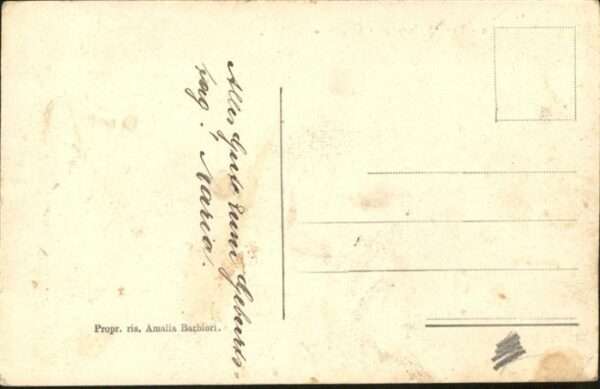 Alles Gute zum Geburts-
tag! Maria.
Propr. ris. Amalia Barbieri.